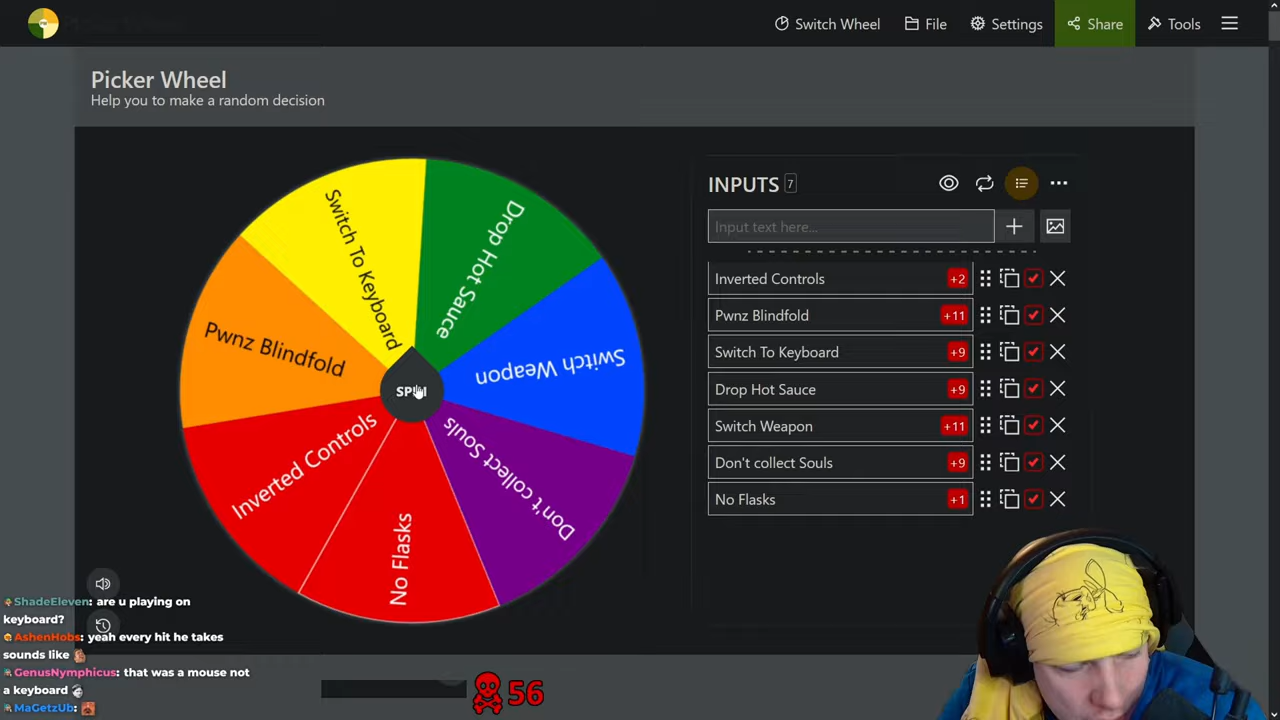 Switch Wheel
File
Settings
Share
Tools
Picker Wheel
Help you to make a random decision
INPUTS 7
Input text here...
Inverted Controls +2
Pwnz Blindfold +11
Switch To Keyboard +9
Drop Hot Sauce +9
Switch Weapon +11
Don't collect Souls +9
No Flasks +1
Switch To Keyboard
Drop Hot Sauce
Switch Weapon
Don't collect Souls
No Flasks
Inverted Controls
Pwnz Blindfold
ShadeEleven: are u playing on
keyboard?
AshenHobs: yeah every hit he takes
sounds like
GenusNymphicus: that was a mouse not
a keyboard
MaGetzUb:
56